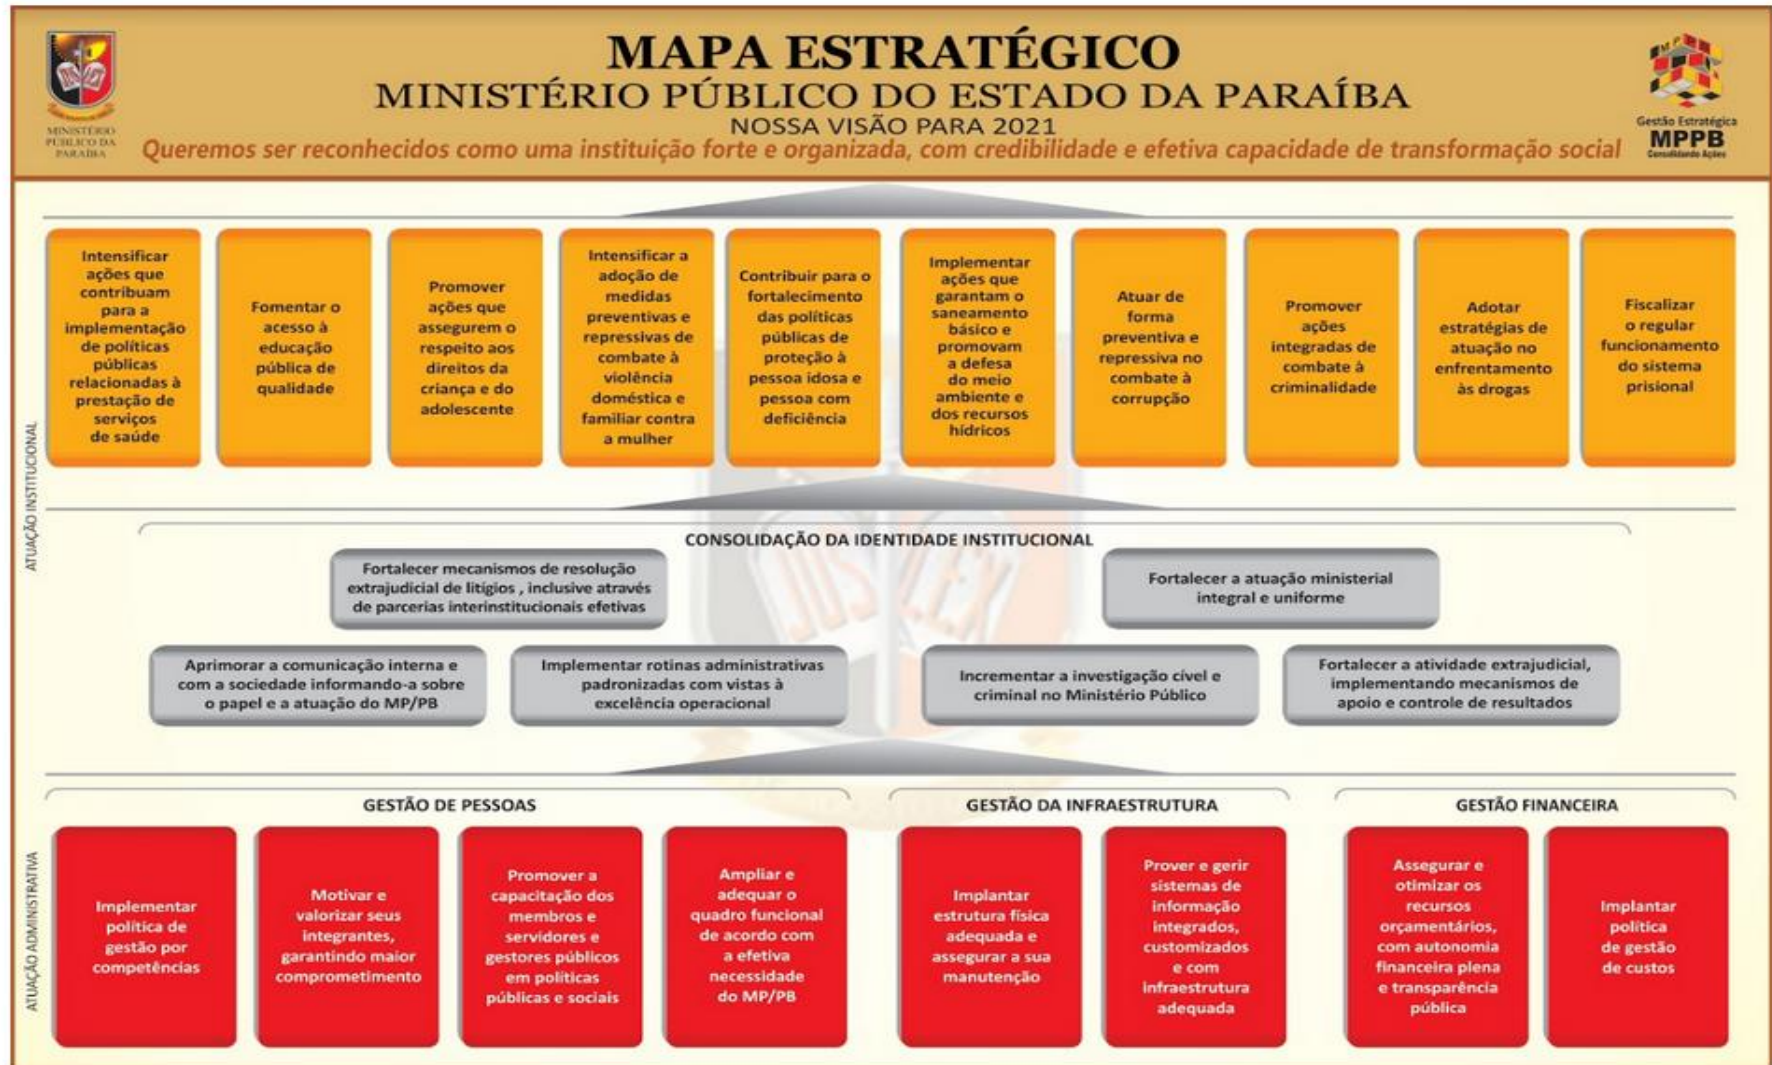 MAPA ESTRATÉGICO
MINISTÉRIO PÚBLICO DO ESTADO DA PARAÍBA
NOSSA VISÃO PARA 2021
Queremos ser reconhecidos como uma instituição forte e organizada, com credibilidade e efetiva capacidade de transformação social
JUS LEX
MINISTÉRIO
PÚBLICO DA
PARAÍBA
MP
Gestão Estratégica
MPPB
Consolidando Ações
ATUAÇÃO INSTITUCIONAL
Intensificar
ações que
contribuam
para a
implementação
de políticas
públicas
relacionadas à
prestação de
serviços
de saúde
Fomentar o
acesso à
educação
pública de
qualidade
Promover
ações que
assegurem o
respeito aos
direitos da
criança e do
adolescente
Intensificar a
adoção de
medidas
preventivas e
repressivas de
combate à
violência
doméstica e
familiar contra
a mulher
Contribuir para o
fortalecimento
das políticas
públicas de
proteção à
pessoa idosa e
pessoa com
deficiência
Implementar
ações que
garantam o
saneamento
básico e
promovam
a defesa
do meio
ambiente e
dos recursos
hídricos
Atuar de
forma
preventiva e
repressiva no
combate à
corrupção
Promover
ações
integradas de
combate à
criminalidade
Adotar
estratégias de
atuação no
enfrentamento
às drogas
Fiscalizar
o regular
funcionamento
do sistema
prisional
CONSOLIDAÇÃO DA IDENTIDADE INSTITUCIONAL
Fortalecer mecanismos de resolução
extrajudicial de litígios , inclusive através
de parcerias interinstitucionais efetivas
Fortalecer a atuação ministerial
integral e uniforme
Aprimorar a comunicação interna e
com a sociedade informando-a sobre
o papel e a atuação do MP/PB
Implementar rotinas administrativas
padronizadas com vistas à
excelência operacional
Incrementar a investigação cível e
criminal no Ministério Público
Fortalecer a atividade extrajudicial,
implementando mecanismos de
apoio e controle de resultados
JUS LEX
ATUAÇÃO ADMINISTRATIVA
GESTÃO DE PESSOAS
Implementar
política de
gestão por
competências
Motivar e
valorizar seus
integrantes,
garantindo maior
comprometimento
Promover a
capacitação dos
membros e
servidores e
gestores públicos
em políticas
públicas e sociais
Ampliar e
adequar o
quadro funcional
de acordo com
a efetiva
necessidade
do MP/PB
GESTÃO DA INFRAESTRUTURA
Implantar
estrutura física
adequada e
assegurar a sua
manutenção
Prover e gerir
sistemas de
informação
integrados,
customizados
e com
infraestrutura
adequada
GESTÃO FINANCEIRA
Assegurar e
otimizar os
recursos
orçamentários,
com autonomia
financeira plena
e transparência
pública
Implantar
política
de gestão
de custos